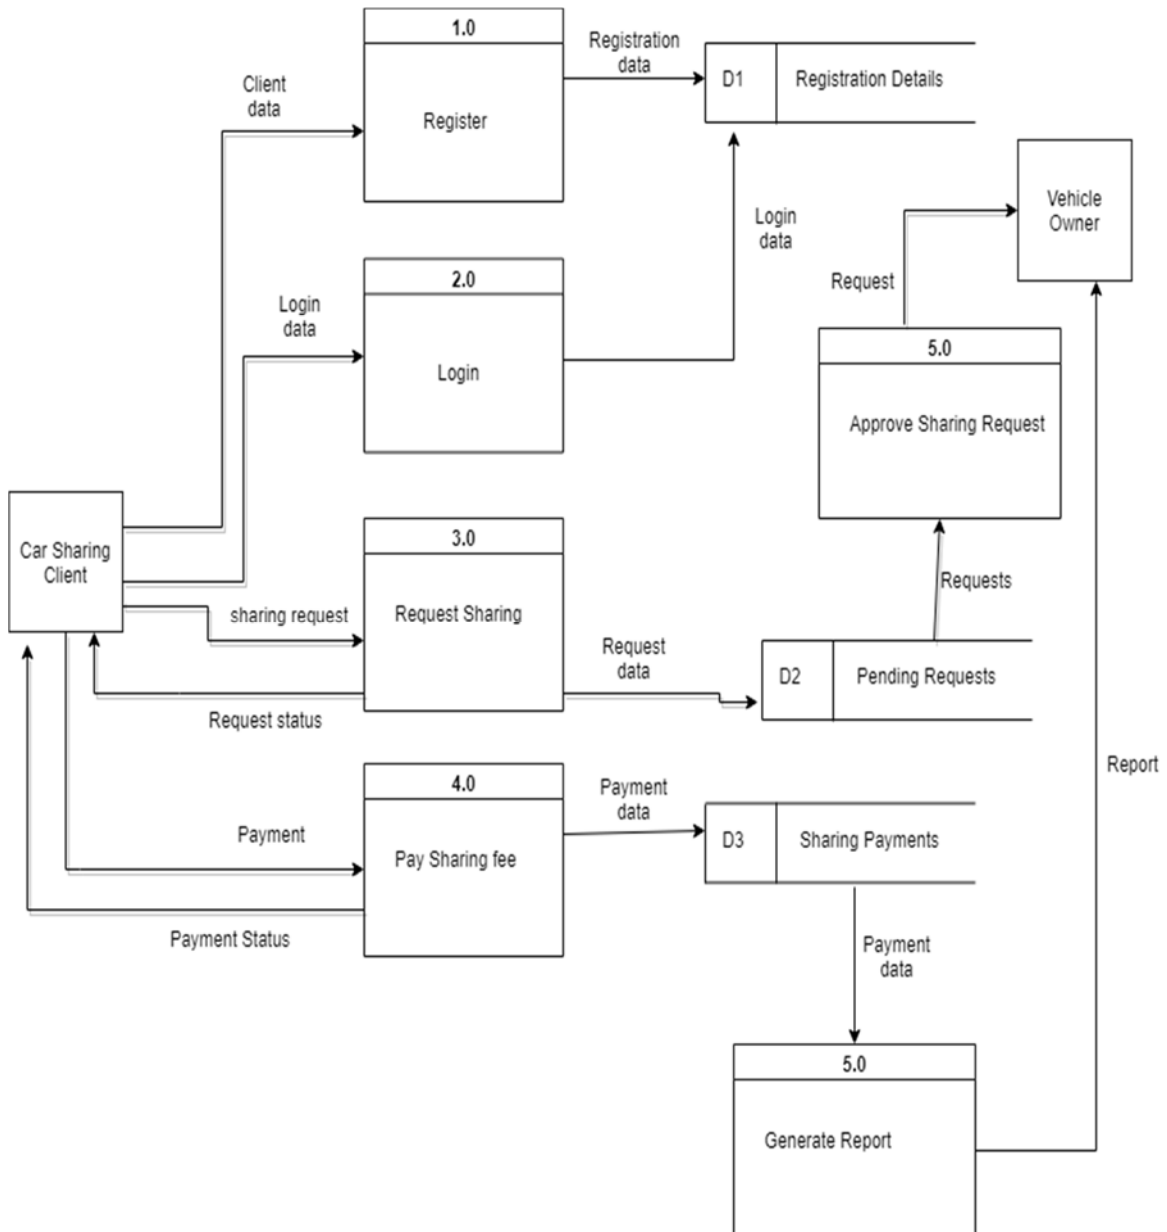 1.0
Register
Registration
data
D1
Registration Details
Client
data
Vehicle
Owner
Login
data
Request
2.0
Login
Login
data
5.0
Approve Sharing Request
Car Sharing
Client
3.0
Request Sharing
sharing request
Requests
Request
data
D2
Pending Requests
Request status
Report
4.0
Pay Sharing fee
Payment
data
D3
Sharing Payments
Payment
Payment Status
Payment
data
5.0
Generate Report